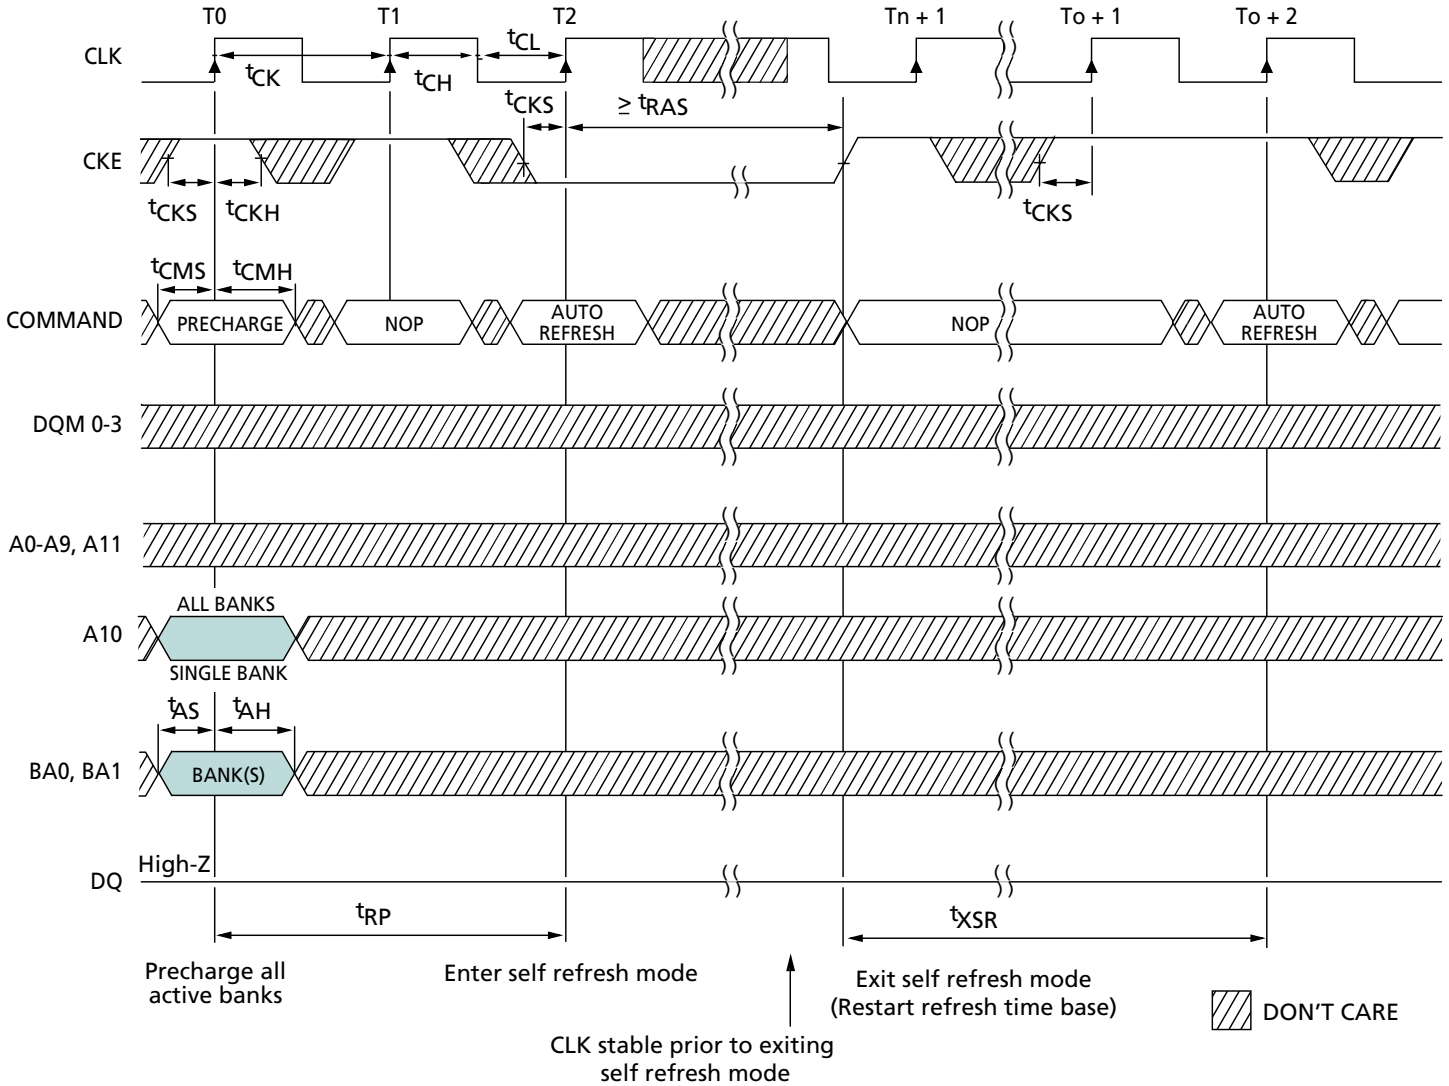 T0 T1 T2 Tn + 1 To + 1 To + 2
CLK
tCK tCH tCL
tCKS ≥ tRAS
CKE
tCKS tCKH tCKS
tCMS tCMH
COMMAND PRECHARGE NOP AUTO REFRESH NOP AUTO REFRESH
DQM 0-3
A0-A9, A11
ALL BANKS
A10
SINGLE BANK
tAS tAH
BA0, BA1 BANK(S)
High-Z
DQ
tRP tXSR
Precharge all
active banks
Enter self refresh mode
Exit self refresh mode
(Restart refresh time base)
DON'T CARE
CLK stable prior to exiting
self refresh mode